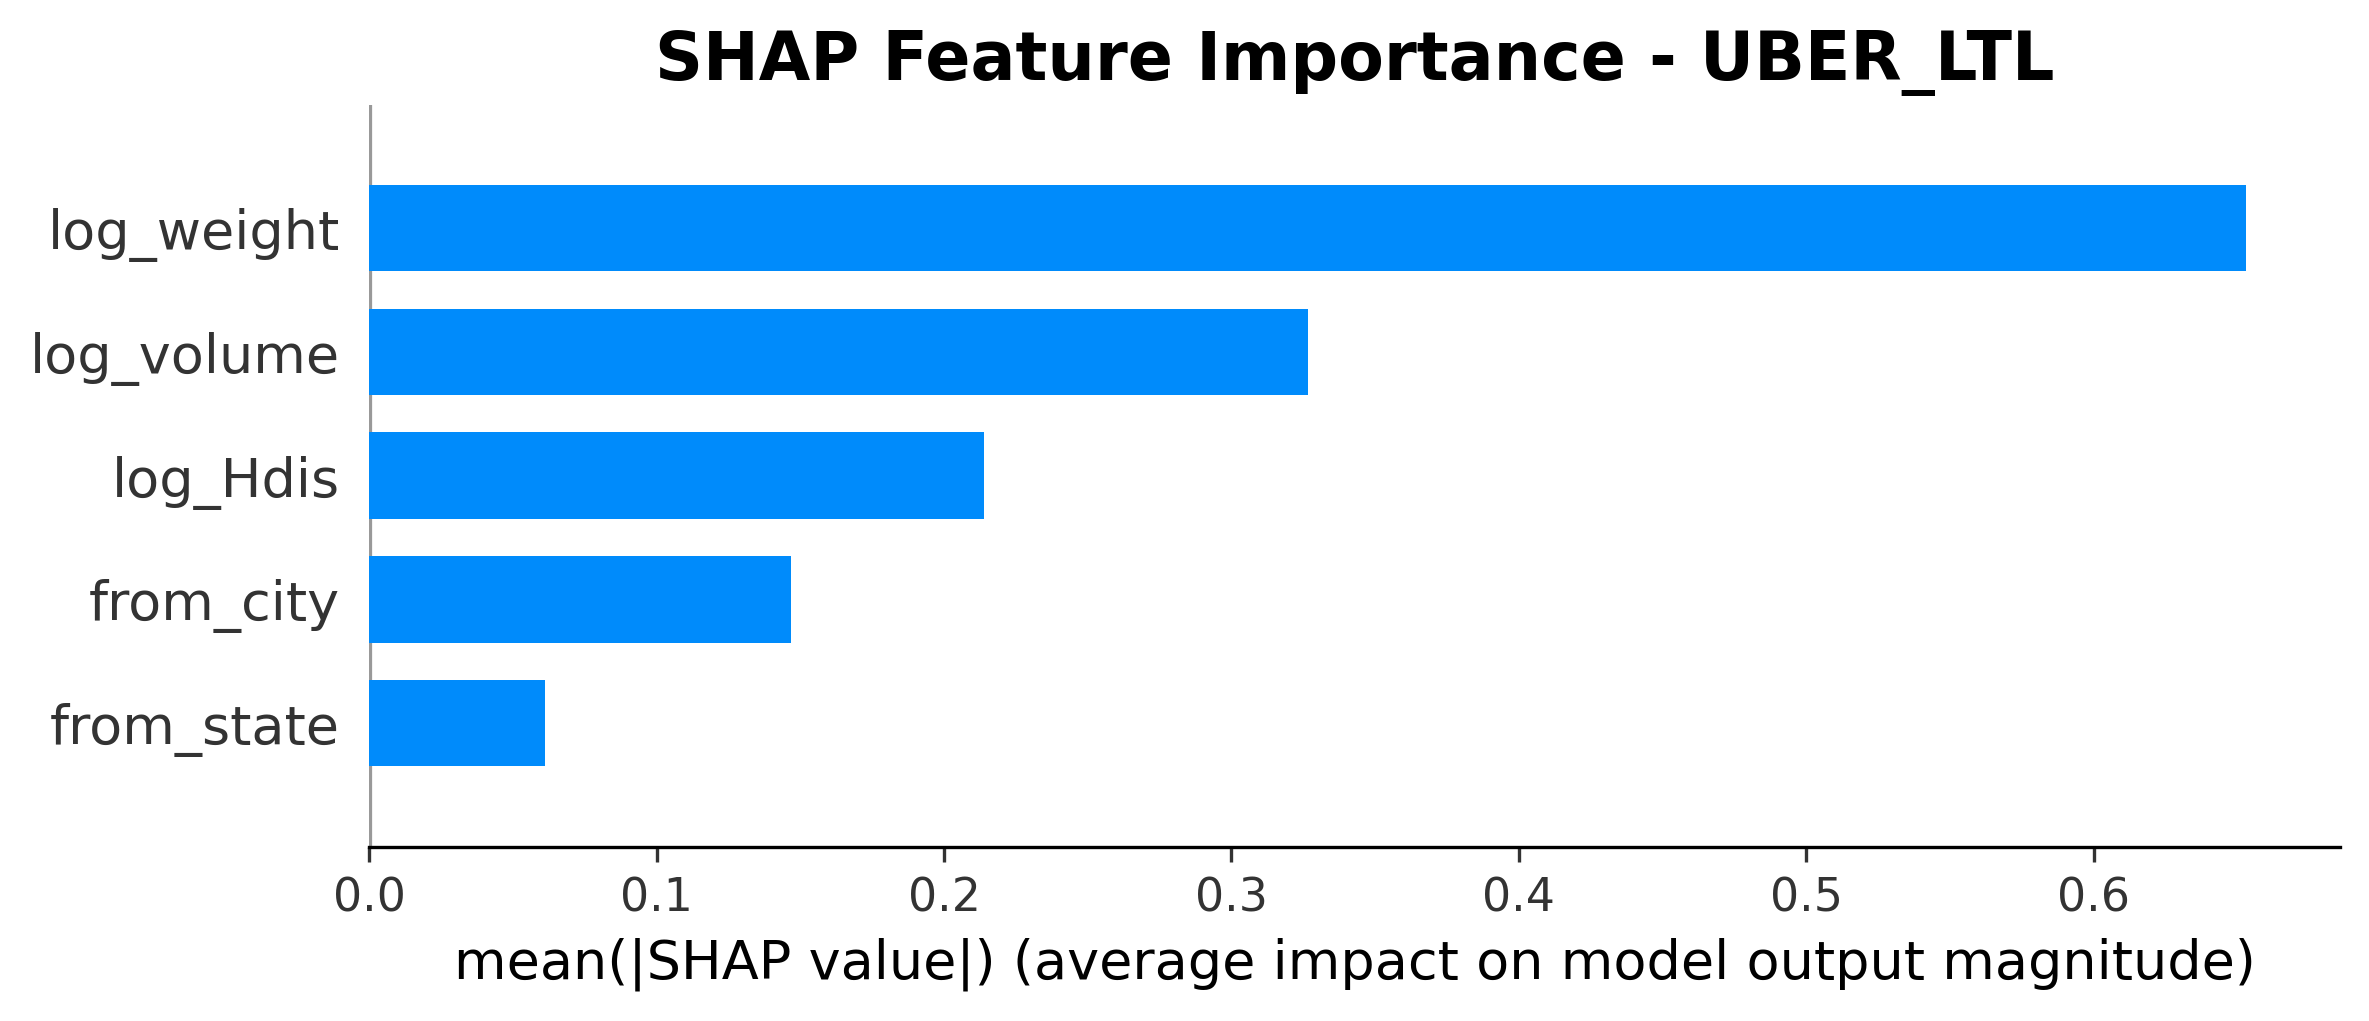 SHAP Feature Importance - UBER_LTL
log_weight
log_volume
log_Hdis
from_city
from_state
0.0 0.1 0.2 0.3 0.4 0.5 0.6
mean(|SHAP value|) (average impact on model output magnitude)